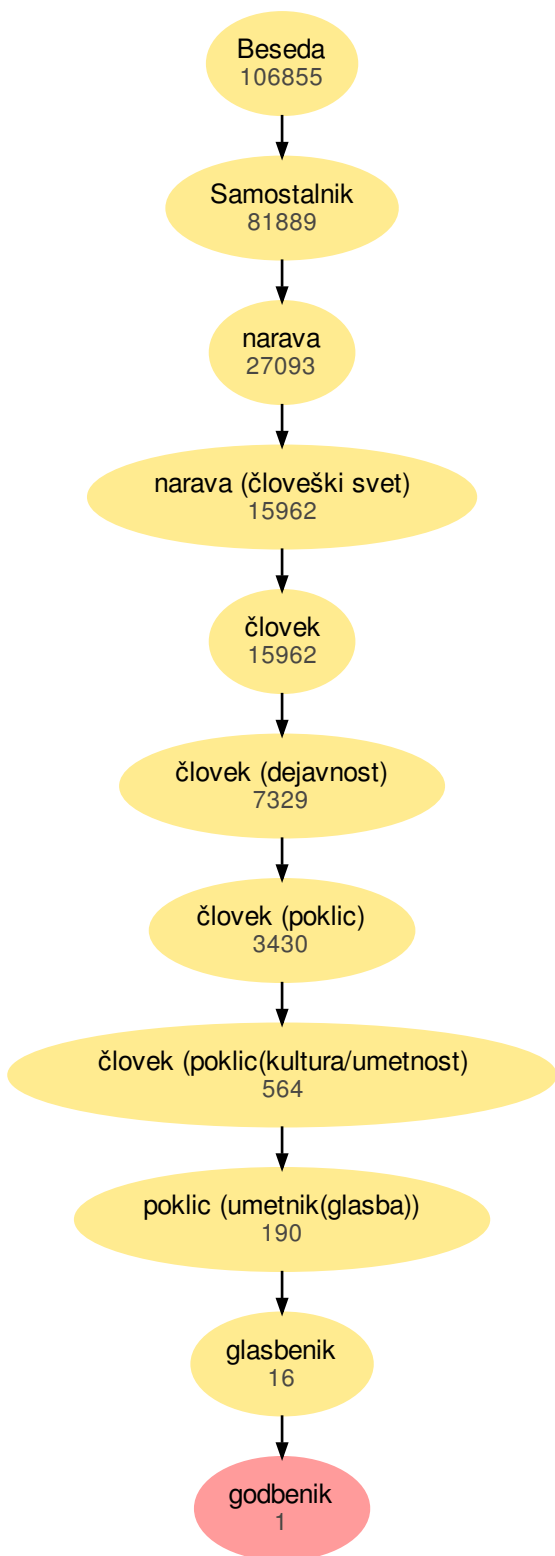 Beseda
106855
Samostalnik
81889
narava
27093
narava (človeški svet)
15962
človek
15962
človek (dejavnost)
7329
človek (poklic)
3430
človek (poklic(kultura/umetnost)
564
poklic (umetnik(glasba))
190
glasbenik
16
godbenik
1